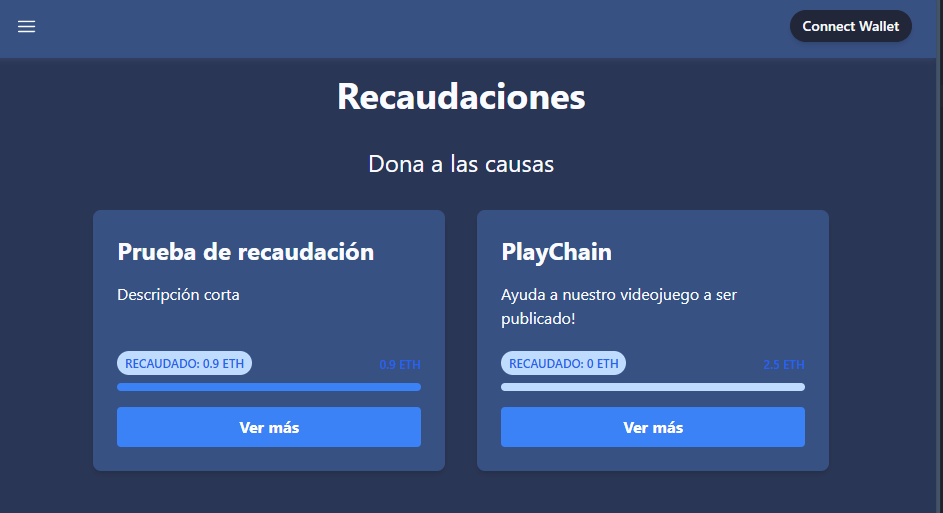 Connect Wallet
Recaudaciones
Dona a las causas
Prueba de recaudación
Descripción corta
RECAUDADO: 0.9 ETH
0.9 ETH
Ver más
PlayChain
Ayuda a nuestro videojuego a ser
publicado!
RECAUDADO: 0 ETH
2.5 ETH
Ver más